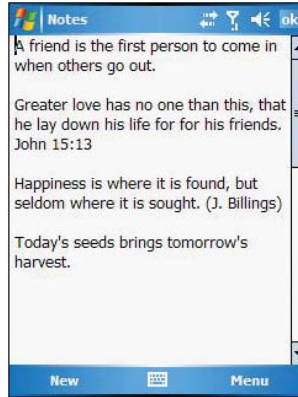 Notes
ok
A friend is the first person to come in
when others go out.
Greater love has no one than this, that
he lay down his life for for his friends.
John 15:13
Happiness is where it is found, but
seldom where it is sought. (J. Billings)
Today's seeds brings tomorrow's
harvest.
New
Menu